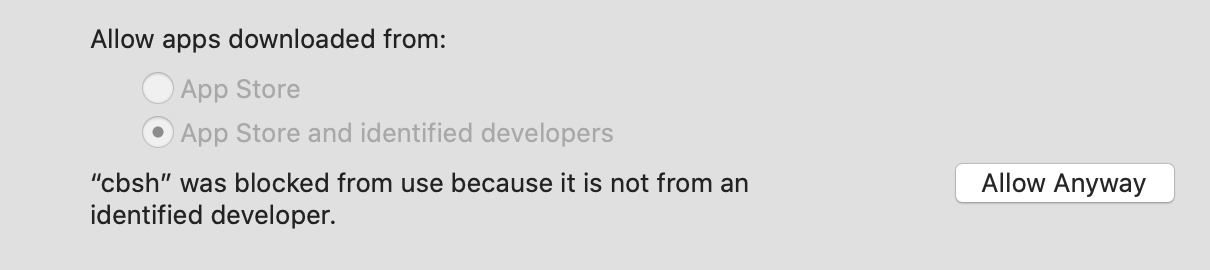 Allow apps downloaded from:
App Store
App Store and identified developers
“cbsh” was blocked from use because it is not from an
identified developer.
Allow Anyway